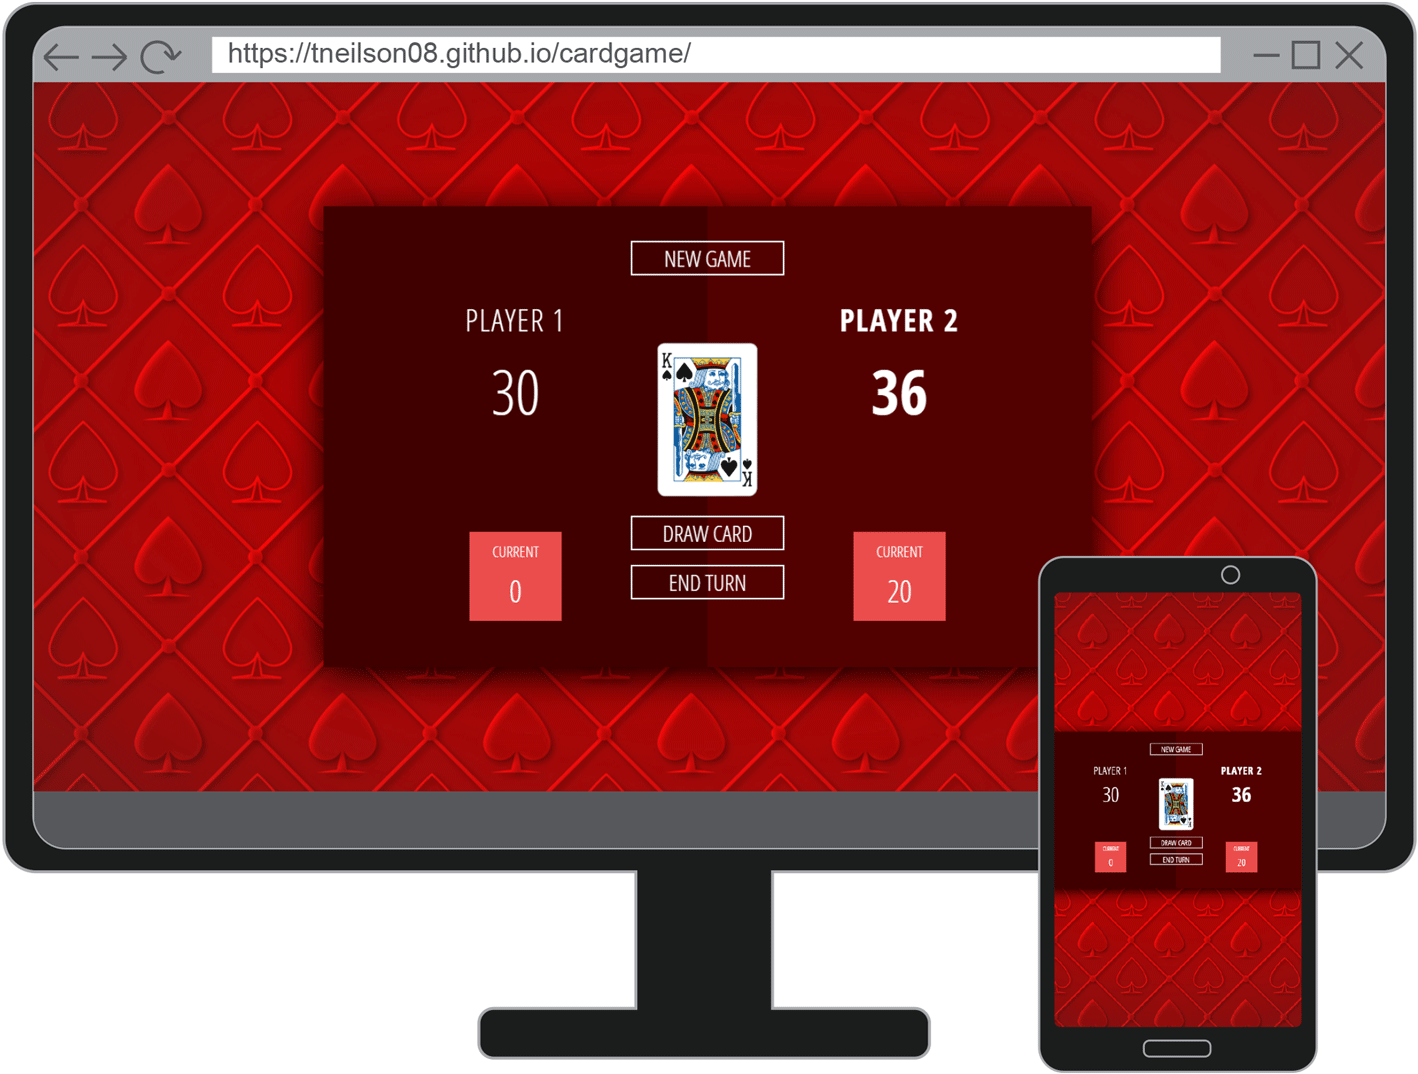 https://tneilson08.github.io/cardgame/
NEW GAME
PLAYER 1
PLAYER 2
30
36
K
K
DRAW CARD
END TURN
CURRENT
0
CURRENT
20
NEW GAME
PLAYER 1
PLAYER 2
30
36
DRAW CARD
END TURN
CURRENT
0
CURRENT
20